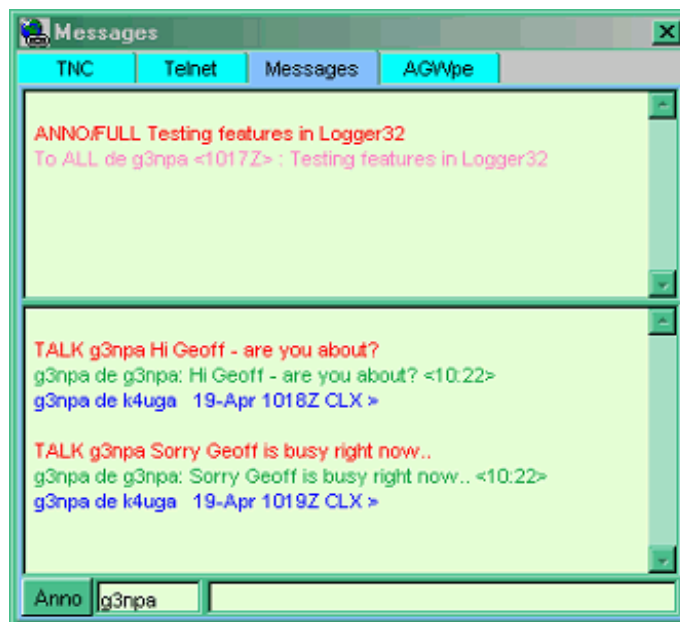 Messages
TNC Telnet Messages AGWpe
ANNO/FULL Testing features in Logger32
To ALL de g3npa <1017Z> : Testing features in Logger32
TALK g3npa Hi Geoff - are you about?
g3npa de g3npa: Hi Geoff - are you about? <10:22>
g3npa de k4uga 19-Apr 1018Z CLX >
TALK g3npa Sorry Geoff is busy right now..
g3npa de g3npa: Sorry Geoff is busy right now.. <10:22>
g3npa de k4uga 19-Apr 1019Z CLX >
Anno g3npa